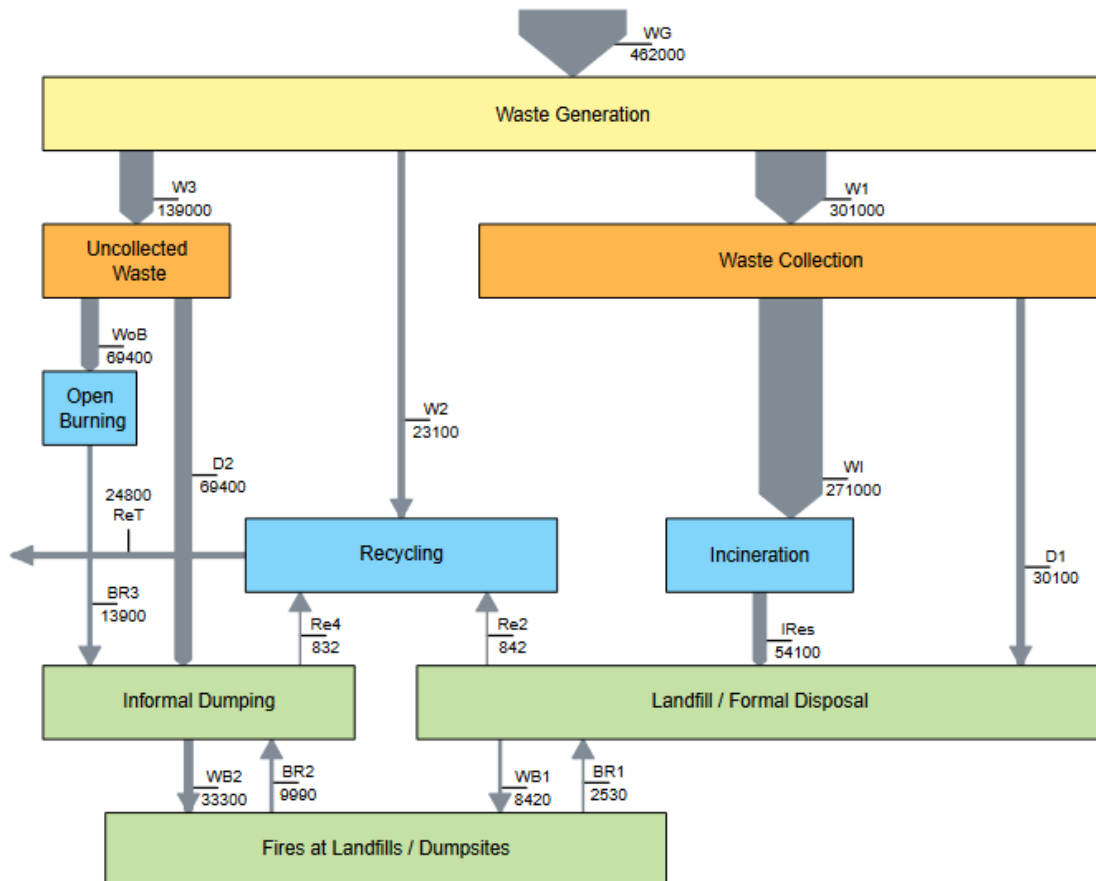 WG
462000
Waste Generation
W3
139000
W1
301000
Uncollected
Waste
Waste Collection
WoB
69400
Open
Burning
W2
23100
D2
69400
WI
271000
24800
ReT
Recycling
Incineration
D1
30100
BR3
13900
Re4
832
Re2
842
IRes
54100
Informal Dumping
Landfill / Formal Disposal
WB2
33300
BR2
9990
WB1
8420
BR1
2530
Fires at Landfills / Dumpsites